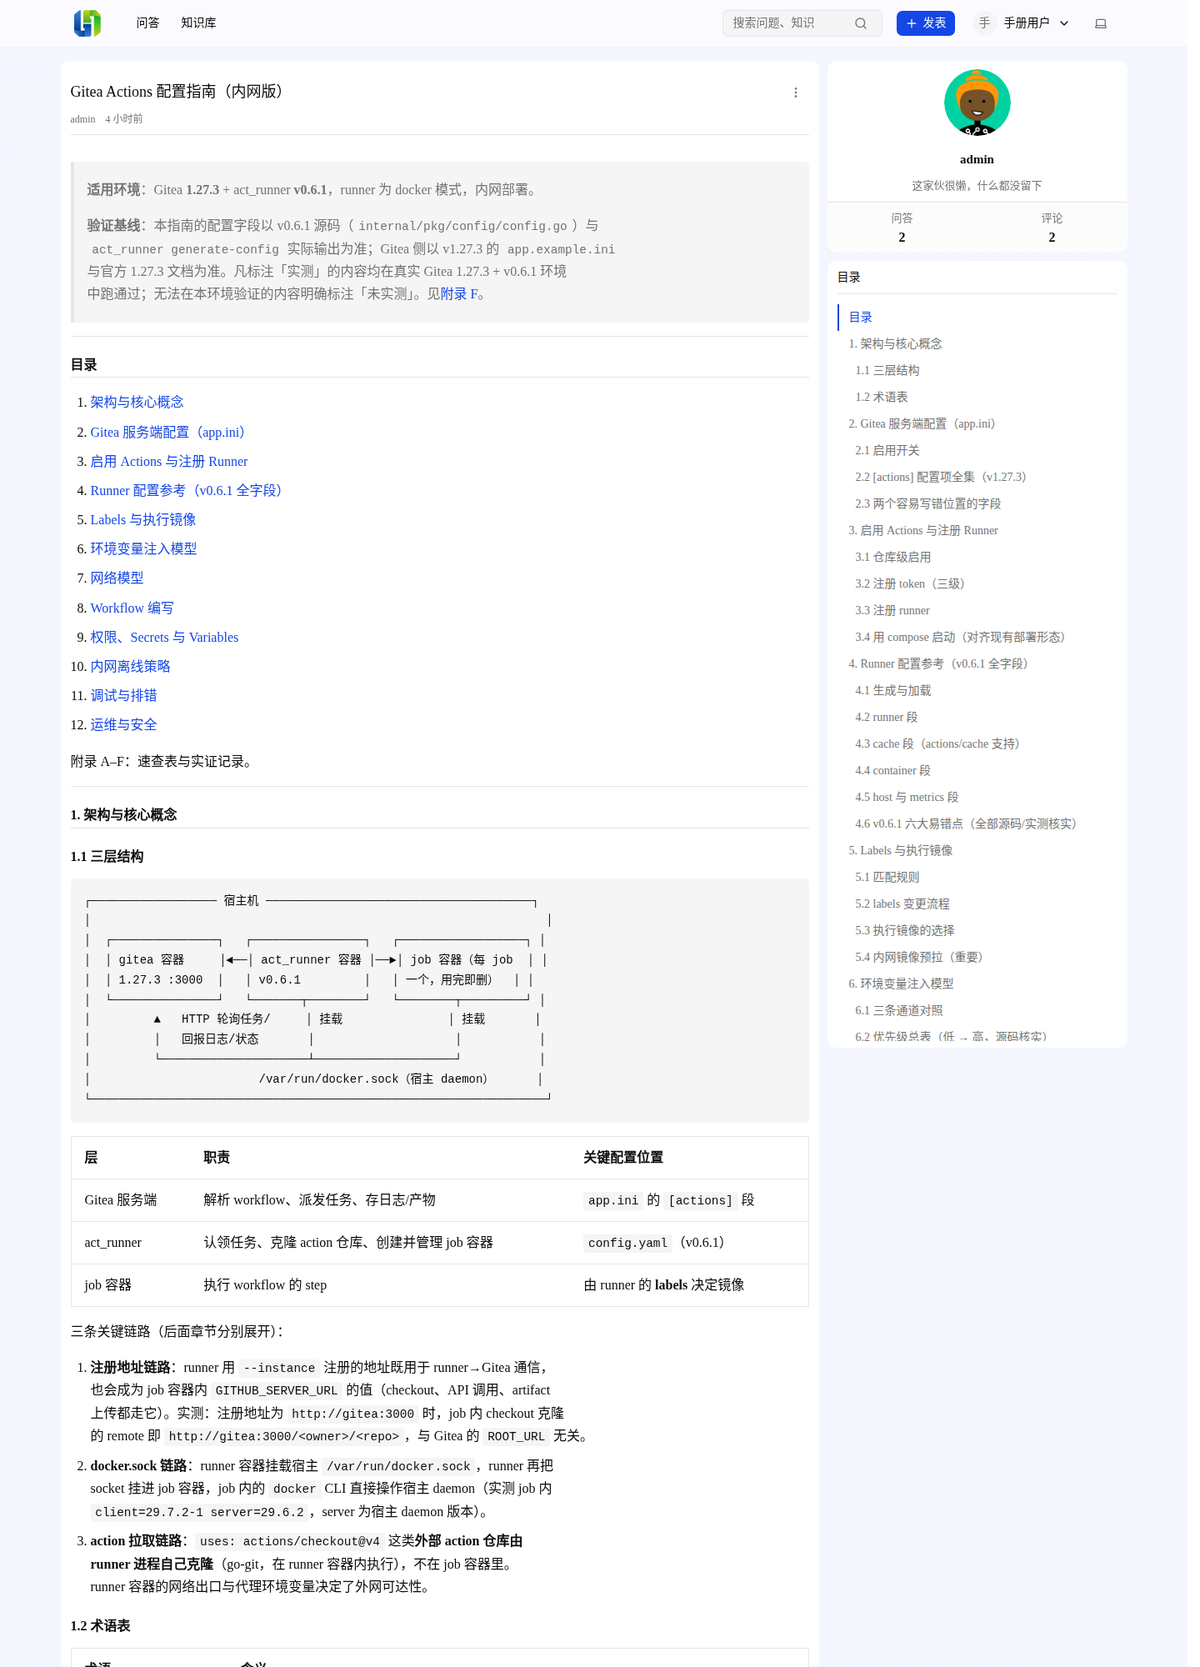 问答 知识库 搜索问题、知识 + 发表 手 手册用户
Gitea Actions 配置指南（内网版）
admin 4 小时前
适用环境：Gitea 1.27.3 + act_runner v0.6.1，runner 为 docker 模式，内网部署。
验证基线：本指南的配置字段以 v0.6.1 源码（ internal/pkg/config/config.go ）与
act_runner generate-config 实际输出为准；Gitea 侧以 v1.27.3 的 app.example.ini
与官方 1.27.3 文档为准。凡标注「实测」的内容均在真实 Gitea 1.27.3 + v0.6.1 环境
中跑通过；无法在本环境验证的内容明确标注「未实测」。见附录 F。
目录
1. 架构与核心概念
2. Gitea 服务端配置（app.ini）
3. 启用 Actions 与注册 Runner
4. Runner 配置参考（v0.6.1 全字段）
5. Labels 与执行镜像
6. 环境变量注入模型
7. 网络模型
8. Workflow 编写
9. 权限、Secrets 与 Variables
10. 内网离线策略
11. 调试与排错
12. 运维与安全
附录 A–F：速查表与实证记录。
1. 架构与核心概念
1.1 三层结构
宿主机
gitea 容器 │◄──│ act_runner 容器 │──►│ job 容器（每 job
1.27.3 :3000 │ │ v0.6.1 │ │ 一个，用完即删）
▲ HTTP 轮询任务/ │ 挂载 │ 挂载
│ 回报日志/状态 │ │
/var/run/docker.sock（宿主 daemon）
层 职责 关键配置位置
Gitea 服务端 解析 workflow、派发任务、存日志/产物 app.ini 的 [actions] 段
act_runner 认领任务、克隆 action 仓库、创建并管理 job 容器 config.yaml（v0.6.1）
job 容器 执行 workflow 的 step 由 runner 的 labels 决定镜像
三条关键链路（后面章节分别展开）：
1. 注册地址链路：runner 用 --instance 注册的地址既用于 runner→Gitea 通信，
也会成为 job 容器内 GITHUB_SERVER_URL 的值（checkout、API 调用、artifact
上传都走它）。实测：注册地址为 http://gitea:3000 时，job 内 checkout 克隆
的 remote 即 http://gitea:3000/<owner>/<repo> ，与 Gitea 的 ROOT_URL 无关。
2. docker.sock 链路：runner 容器挂载宿主 /var/run/docker.sock，runner 再把
socket 挂进 job 容器，job 内的 docker CLI 直接操作宿主 daemon（实测 job 内
client=29.7.2-1 server=29.6.2 ，server 为宿主 daemon 版本）。
3. action 拉取链路： uses: actions/checkout@v4 这类外部 action 仓库由
runner 进程自己克隆（go-git，在 runner 容器内执行），不在 job 容器里。
runner 容器的网络出口与代理环境变量决定了外网可达性。
1.2 术语表
术语 含义
admin
这家伙很懒，什么都没留下
问答 评论
2 2
目录
目录
1. 架构与核心概念
1.1 三层结构
1.2 术语表
2. Gitea 服务端配置（app.ini）
2.1 启用开关
2.2 [actions] 配置项全集（v1.27.3）
2.3 两个容易写错位置的字段
3. 启用 Actions 与注册 Runner
3.1 仓库级启用
3.2 注册 token（三级）
3.3 注册 runner
3.4 用 compose 启动（对齐现有部署形态）
4. Runner 配置参考（v0.6.1 全字段）
4.1 生成与加载
4.2 runner 段
4.3 cache 段（actions/cache 支持）
4.4 container 段
4.5 host 与 metrics 段
4.6 v0.6.1 六大易错点（全部源码/实测核实）
5. Labels 与执行镜像
5.1 匹配规则
5.2 labels 变更流程
5.3 执行镜像的选择
5.4 内网镜像预拉（重要）
6. 环境变量注入模型
6.1 三条通道对照
6.2 优先级总表（低 → 高，源码核实）